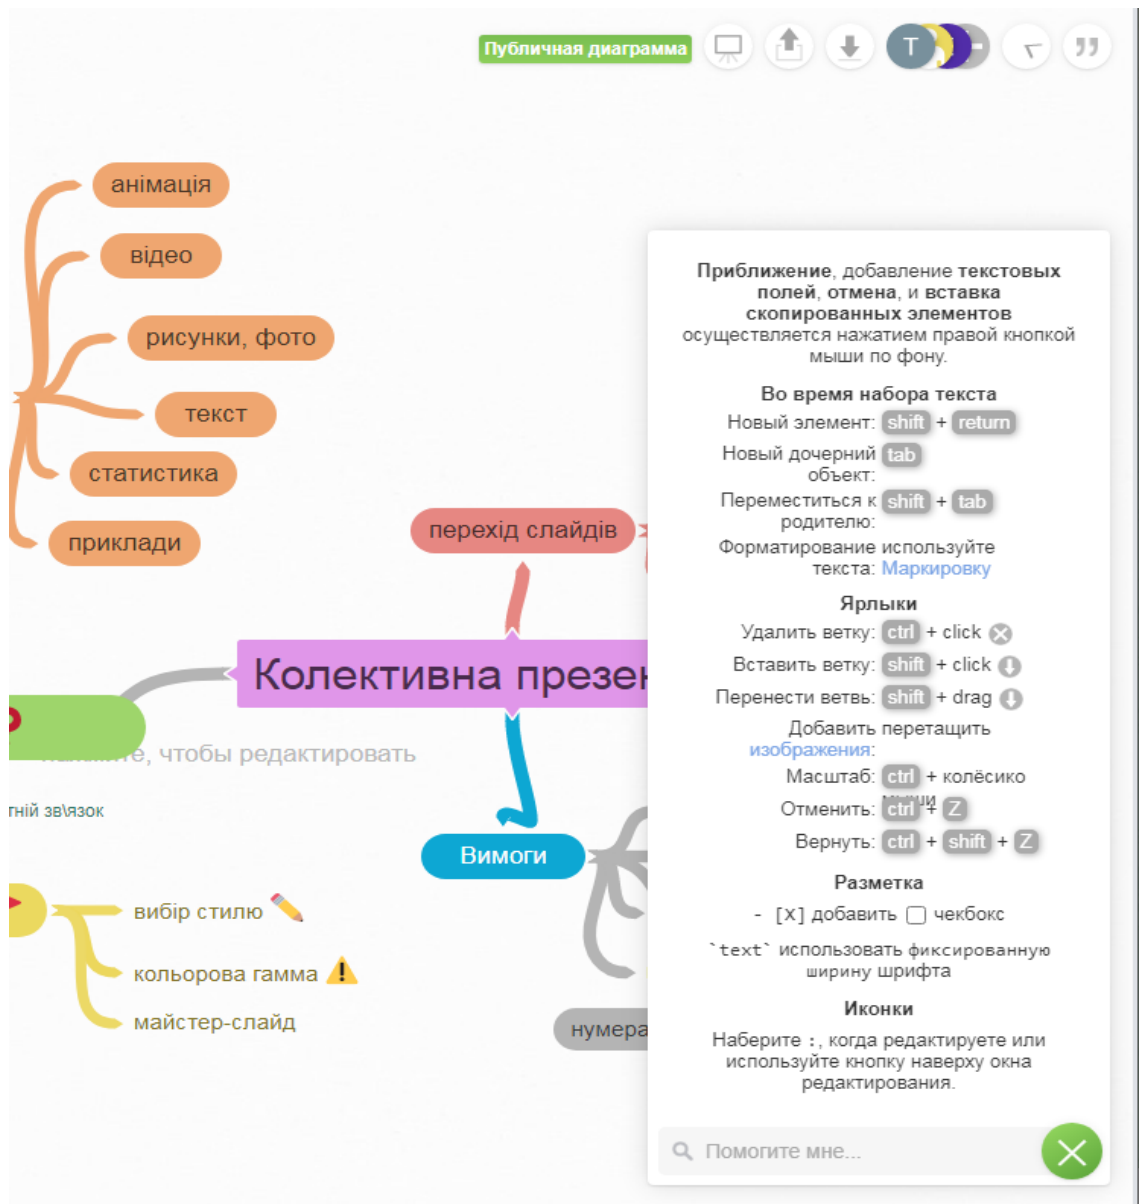 Публичная диаграмма
T
анімація
відео
рисунки, фото
текст
статистика
приклади
перехід слайдів
Колективна
чтобы редактировать
зв\язок
Вимоги
вибір стилю
кольорова гамма
майстер-слайд
Приближение, добавление текстовых
полей, отмена, и вставка
скопированных элементов
осуществляется нажатием правой кнопкой
мыши по фону.
Во время набора текста
Новый элемент: shift + return
Новый дочерний tab
объект:
Переместиться к shift + tab
родителю:
Форматирование используйте
текста: Маркировку
Ярлыки
Удалить ветку: ctrl + click
Вставить ветку: shift + click
Перенести ветвь: shift + drag
Добавить перетащить
изображения:
Масштаб: ctrl + колёсико
мыши
Отменить: ctrl + Z
Вернуть: ctrl + shift + Z
Разметка
- [X] добавить чекбокс
`text` использовать фиксированную
ширину шрифта
Иконки
Наберите :, когда редактируете или
используйте кнопку наверху окна
редактирования.
Помогите мне...